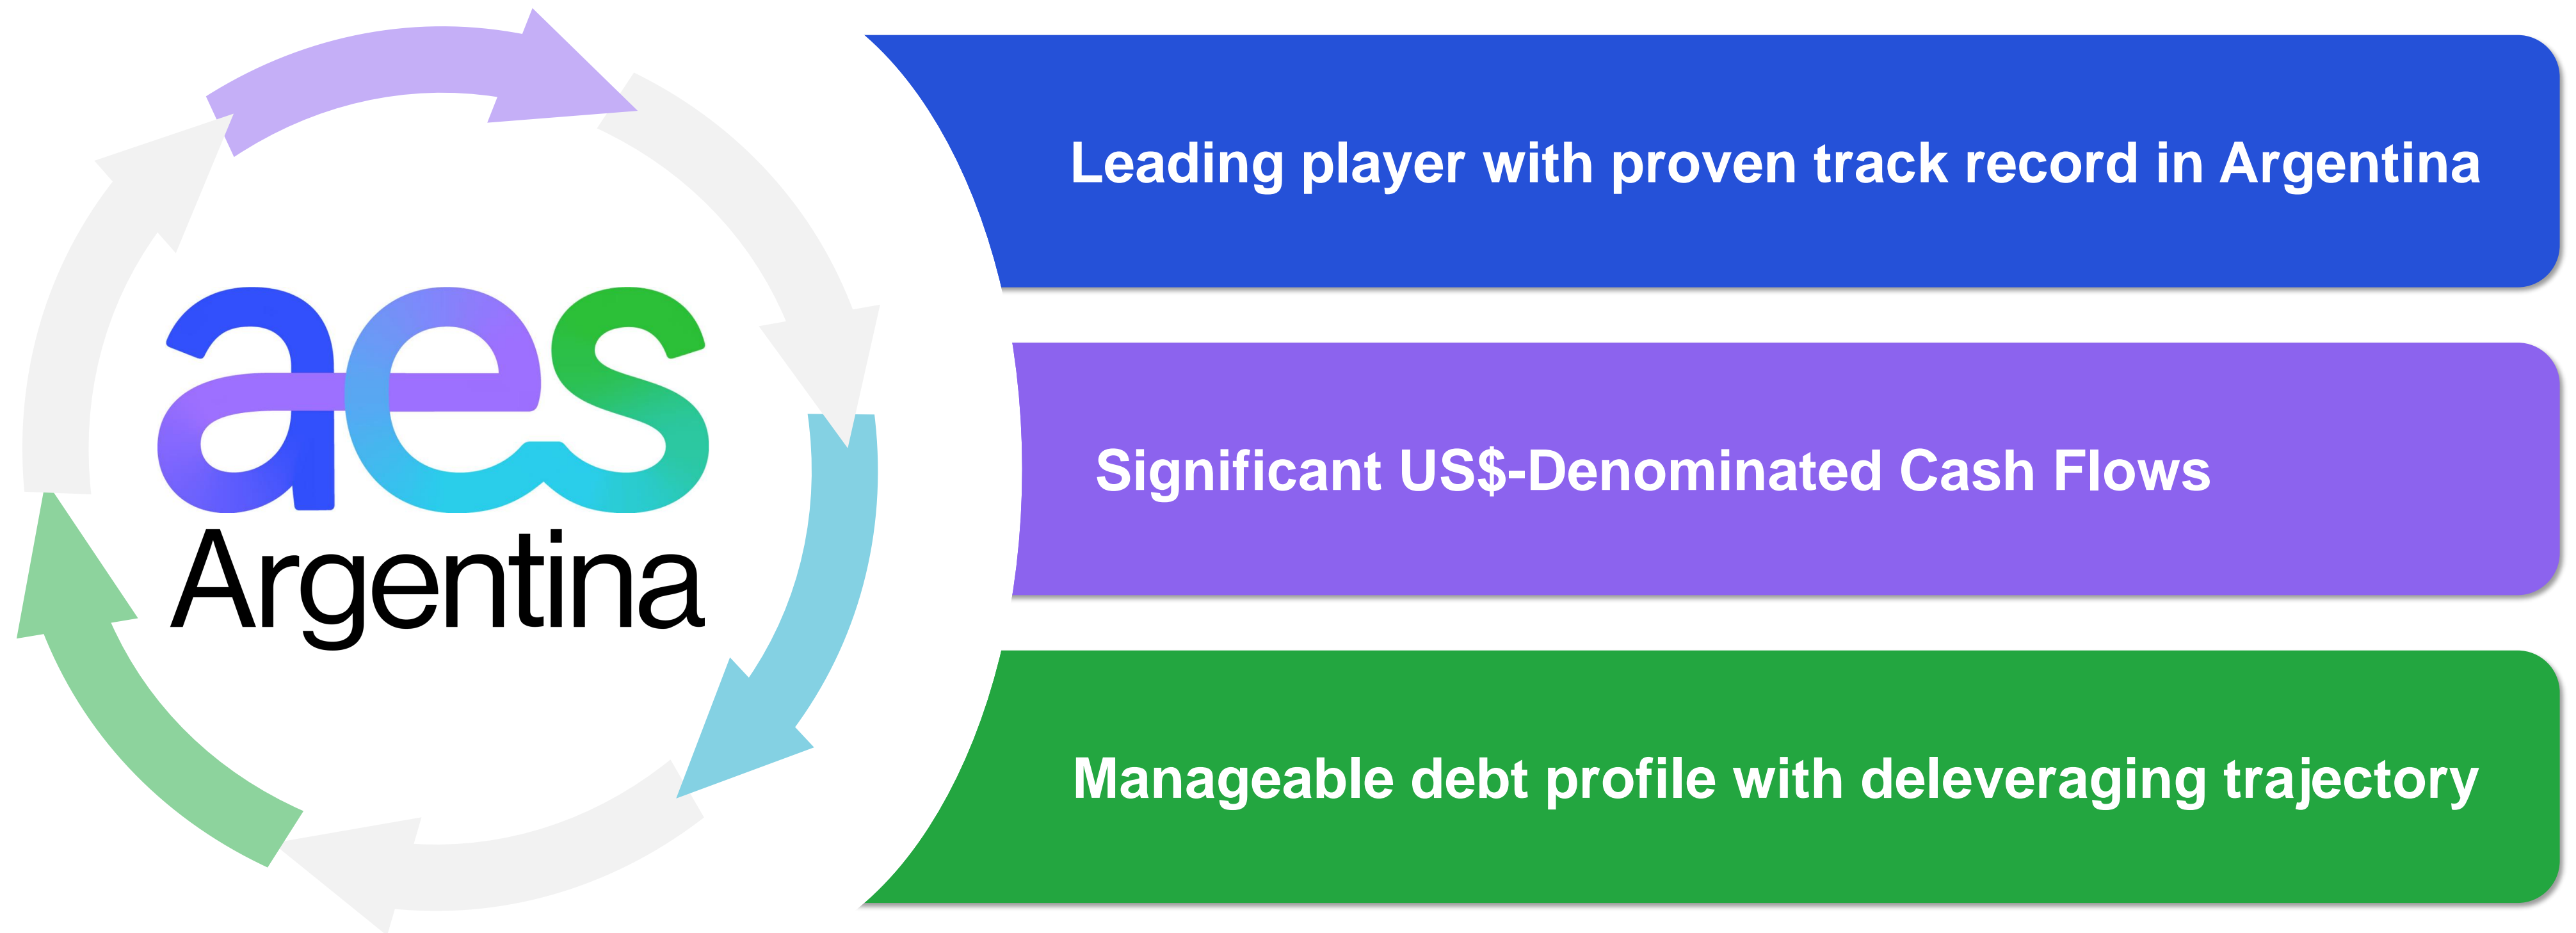 aes
Argentina
Leading player with proven track record in Argentina
Significant US$-Denominated Cash Flows
Manageable debt profile with deleveraging trajectory